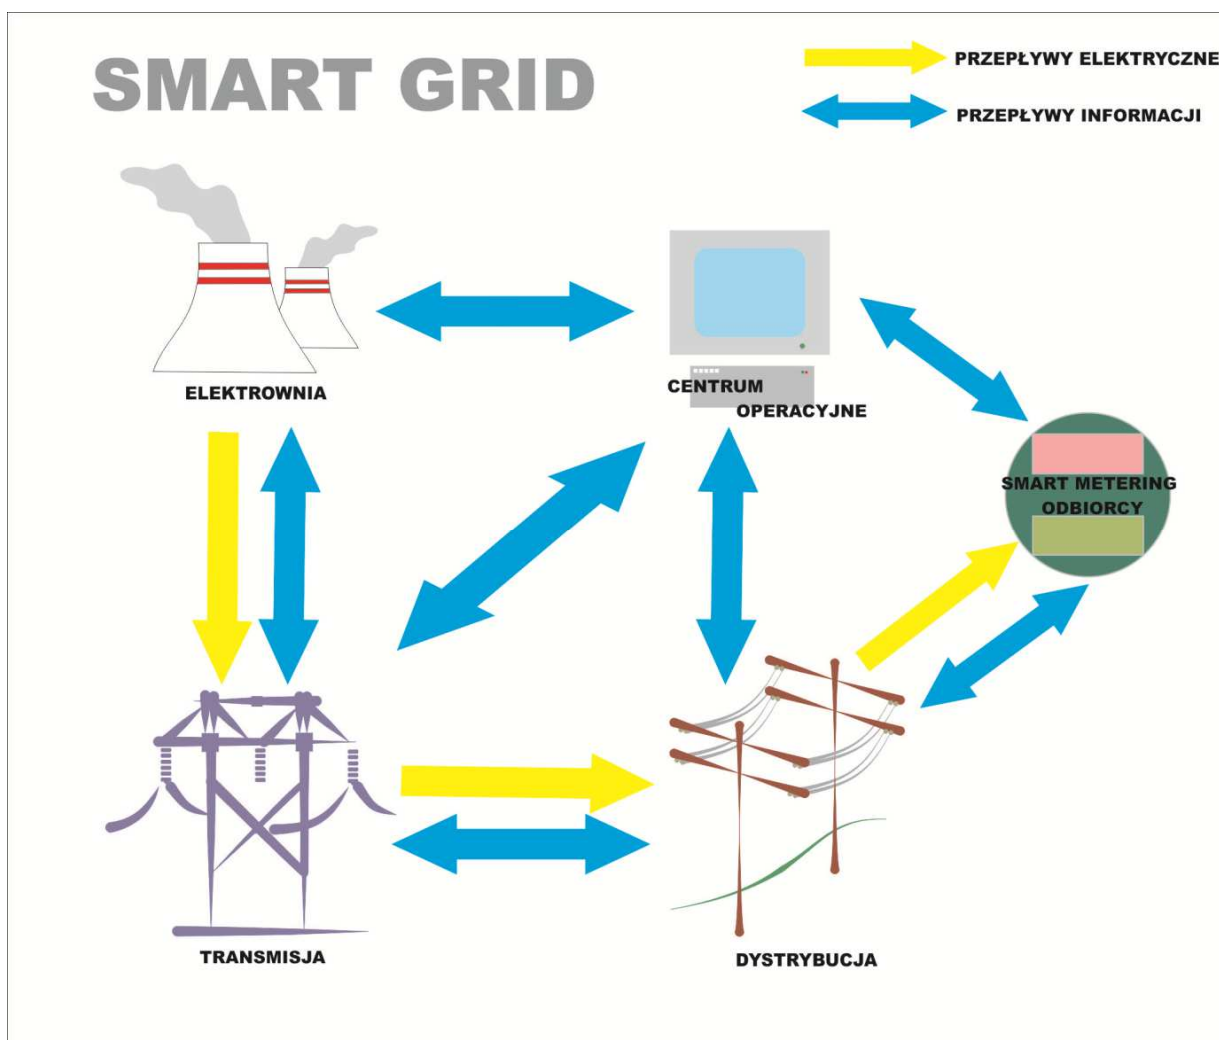 SMART GRID
PRZEPŁYWY ELEKTRYCZNE
PRZEPŁYWY INFORMACJI
ELEKTROWNIA
CENTRUM
OPERACYJNE
SMART METERING
ODBIORCY
TRANSMISJA
DYSTRYBUCJA